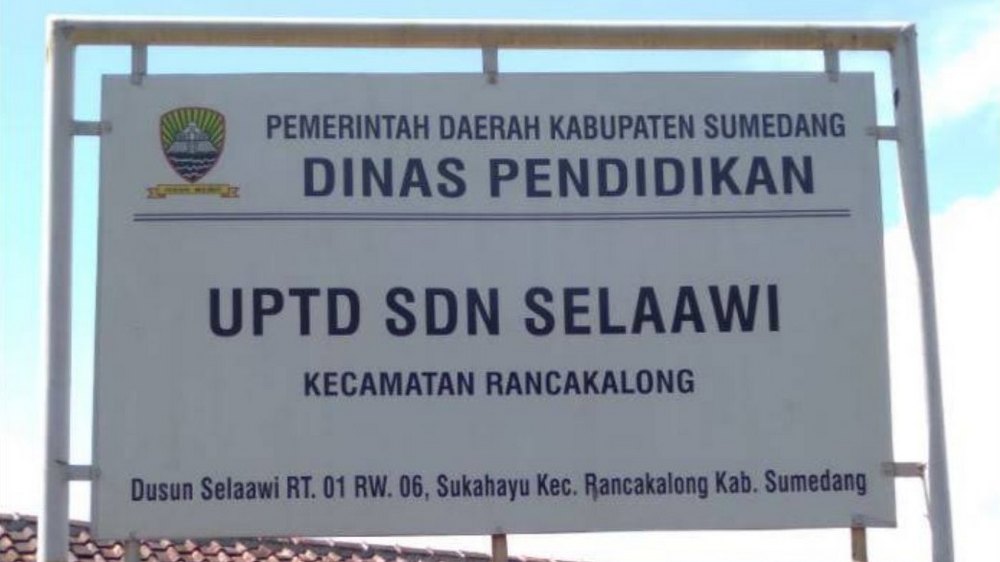 PEMERINTAH DAERAH KABUPATEN SUMEDANG
DINAS PENDIDIKAN
UPTD SDN SELAAWI
KECAMATAN RANCAKALONG
Dusun Selaawi RT. 01 RW. 06, Sukahayu Kec. Rancakalong Kab. Sumedang